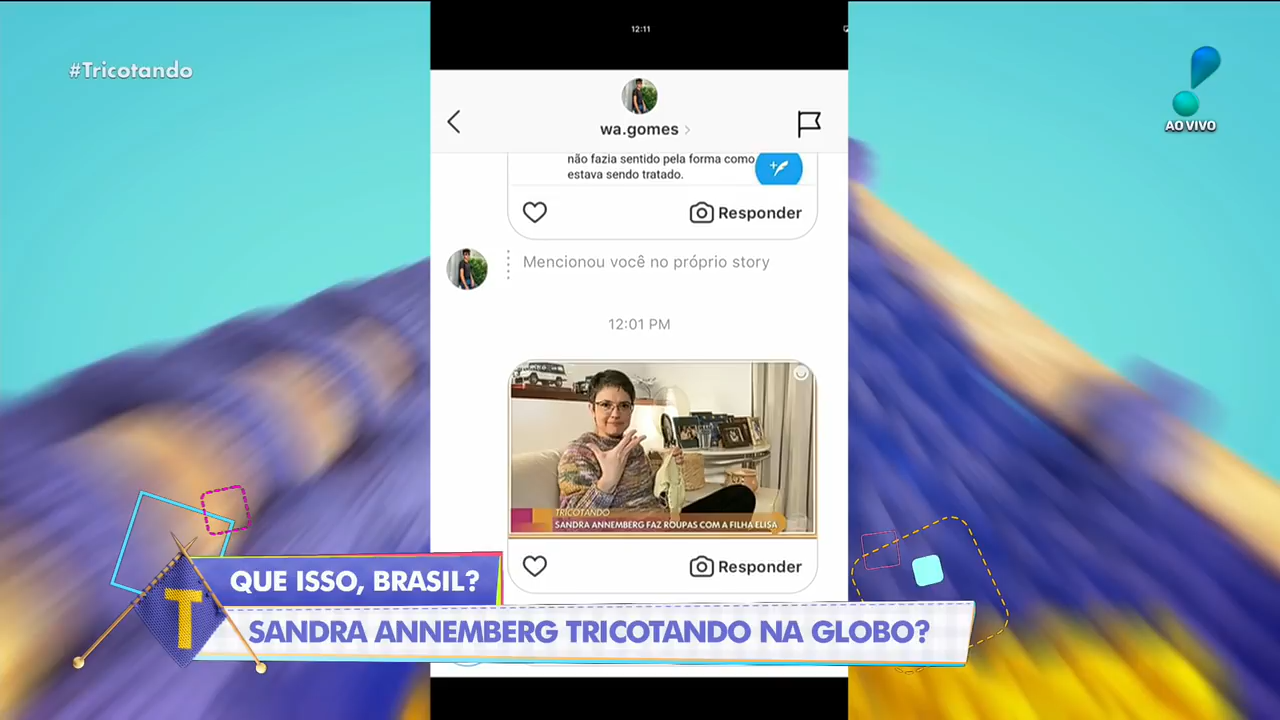 12:11
#Tricotando
wa.gomes
AO VIVO
não fazia sentido pela forma como
estava sendo tratado.
Responder
Mencionou você no próprio story
12:01 PM
TRICOTANDO
SANDRA ANNEMBERG FAZ ROUPAS COM A FILHA ELISA
Responder
QUE ISSO, BRASIL?
T
SANDRA ANNEMBERG TRICOTANDO NA GLOBO?